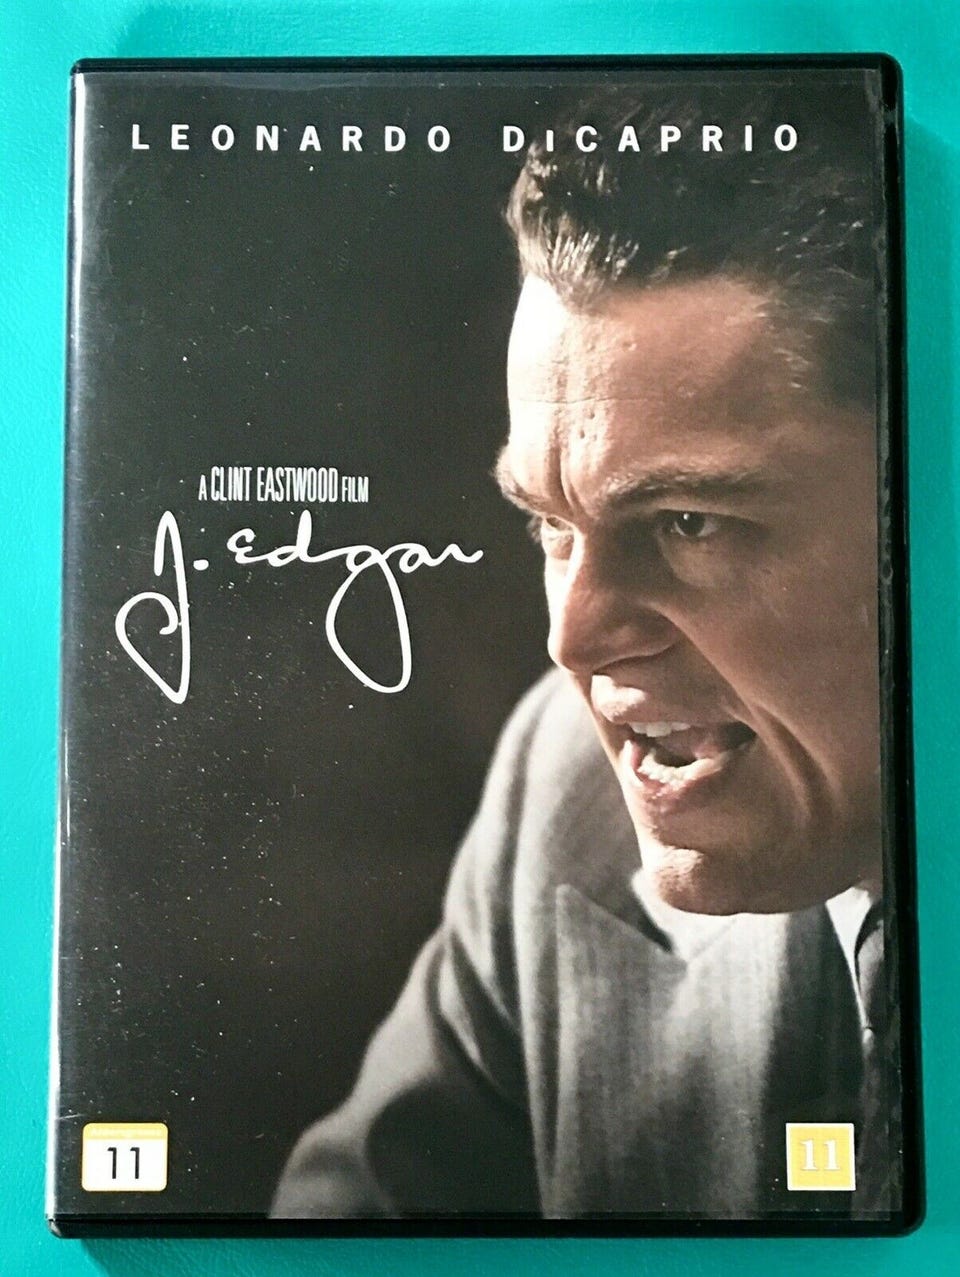 LEONARDO DiCAPRIO
A CLINT EASTWOOD FILM
J. Edgar
11
11